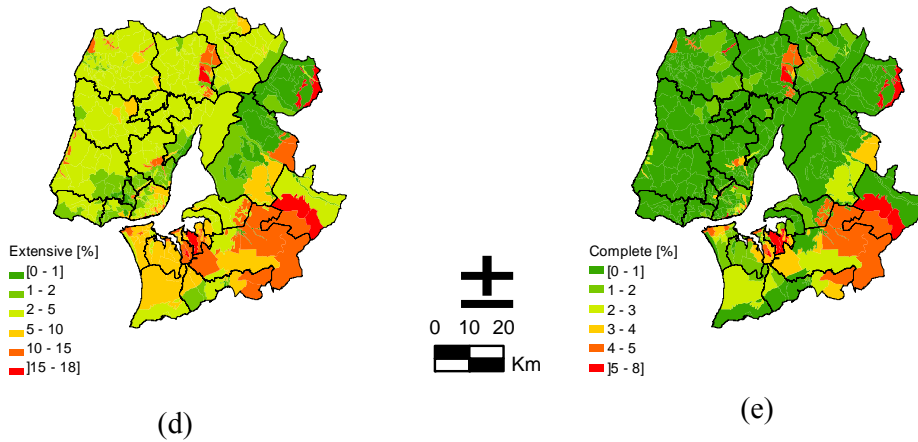 Extensive [%]
[0 - 1]
1 - 2
2 - 5
5 - 10
10 - 15
]15 - 18]
(d)
0 10 20
Km
Complete [%]
[0 - 1]
1 - 2
2 - 3
3 - 4
4 - 5
]5 - 8]
(e)